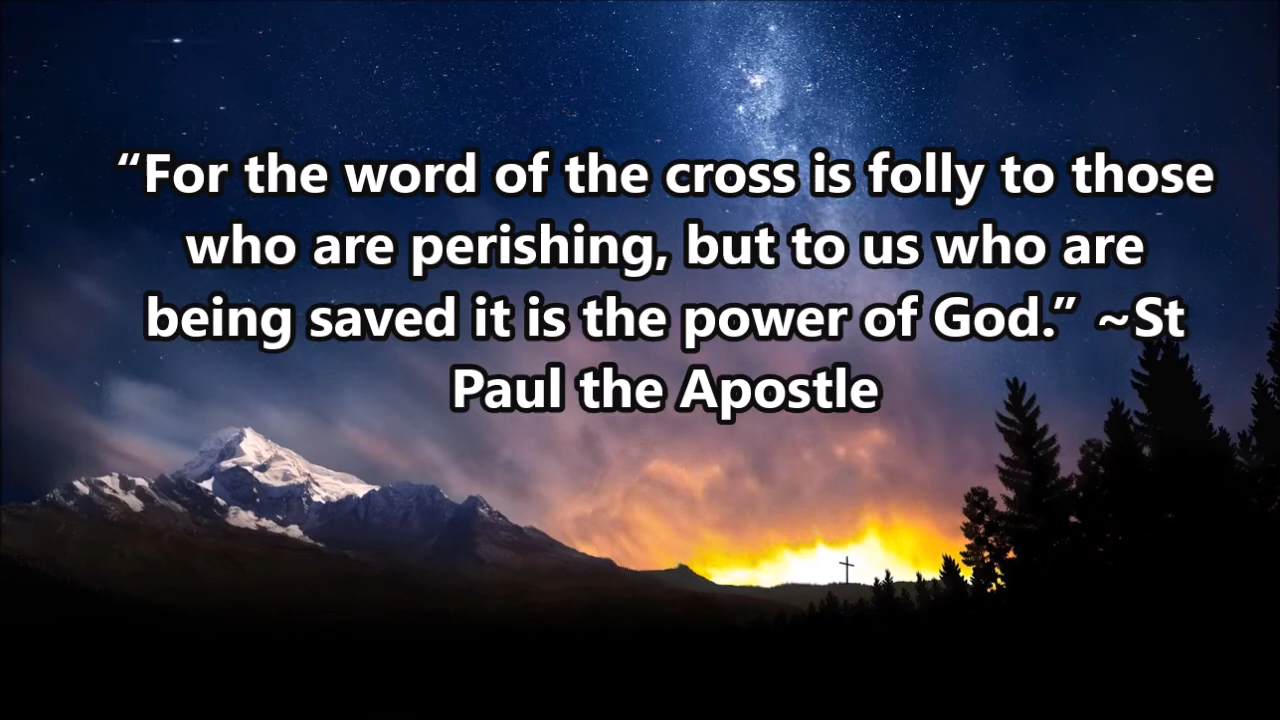 “For the word of the cross is folly to those
who are perishing, but to us who are
being saved it is the power of God.” ~St
Paul the Apostle